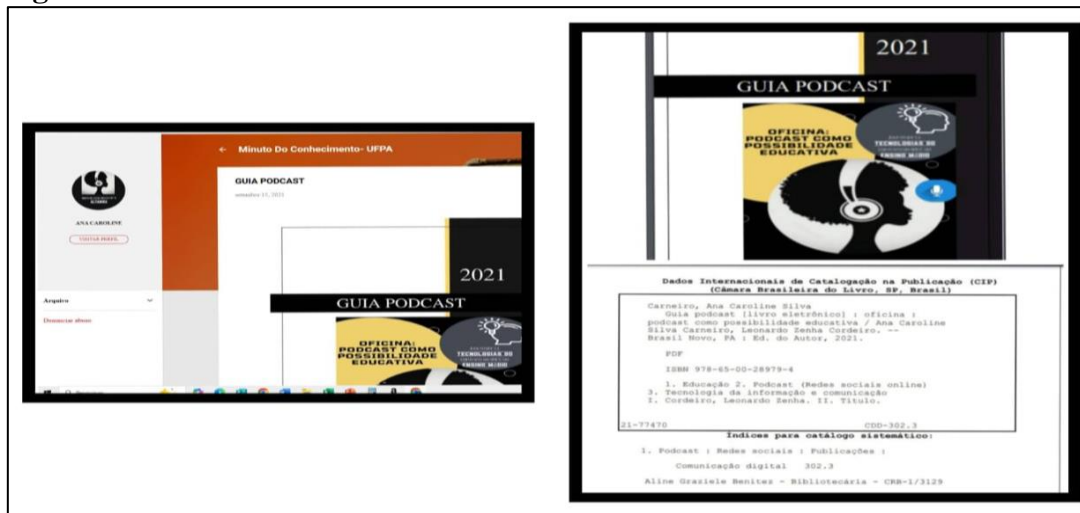 ← Minuto Do Conhecimento- UFPA
GUIA PODCAST
setembro 11, 2021
ANA CAROLINE
VISITAR PERFIL
Arquivo
Denunciar abuso
2021
GUIA PODCAST
OFICINA:
PODCAST COMO
POSSIBILIDADE
EDUCATIVA
TECNOLOGIAS DO
ENSINO MÉDIO
2021
GUIA PODCAST
OFICINA:
PODCAST COMO
POSSIBILIDADE
EDUCATIVA
TECNOLOGIAS DO
ENSINO MÉDIO
Dados Internacionais de Catalogação na Publicação (CIP)
(Câmara Brasileira do Livro, SP, Brasil)
Carneiro, Ana Caroline Silva
Guia podcast [livro eletrônico] : oficina :
podcast como possibilidade educativa / Ana Caroline
Silva Carneiro, Leonardo Zenha Cordeiro. --
Brasil Novo, PA : Ed. do Autor, 2021.
PDF
ISBN 978-65-00-28979-4
1. Educação 2. Podcast (Redes sociais online)
3. Tecnologia da informação e comunicação
I. Cordeiro, Leonardo Zenha. II. Título.
21-77470 CDD-302.3
Índices para catálogo sistemático:
1. Podcast : Redes sociais : Publicações :
Comunicação digital 302.3
Aline Graziele Benitez - Bibliotecária - CRB-1/3129